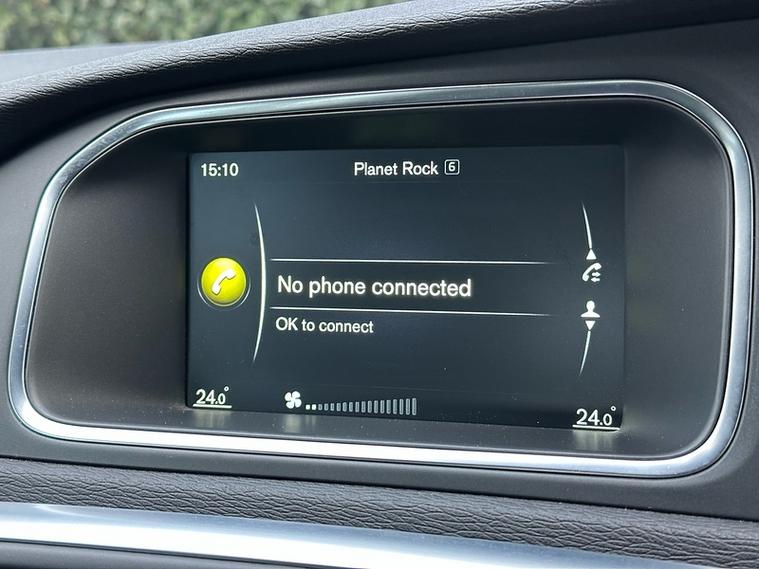 15:10
Planet Rock 6
No phone connected
OK to connect
24.0°
24.0°